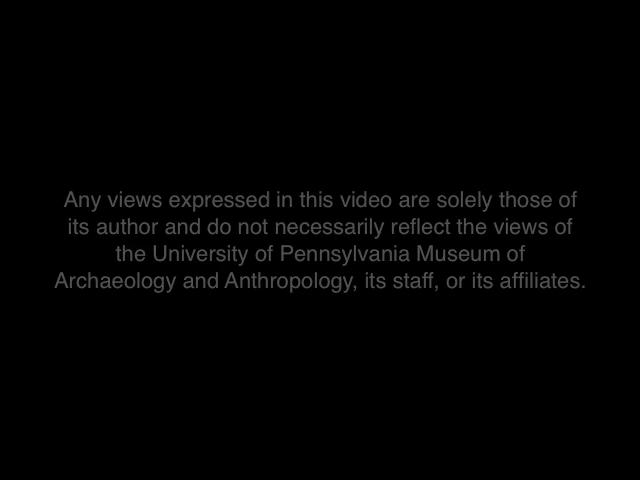 Any views expressed in this video are solely those of
its author and do not necessarily reflect the views of
the University of Pennsylvania Museum of
Archaeology and Anthropology, its staff, or its affiliates.